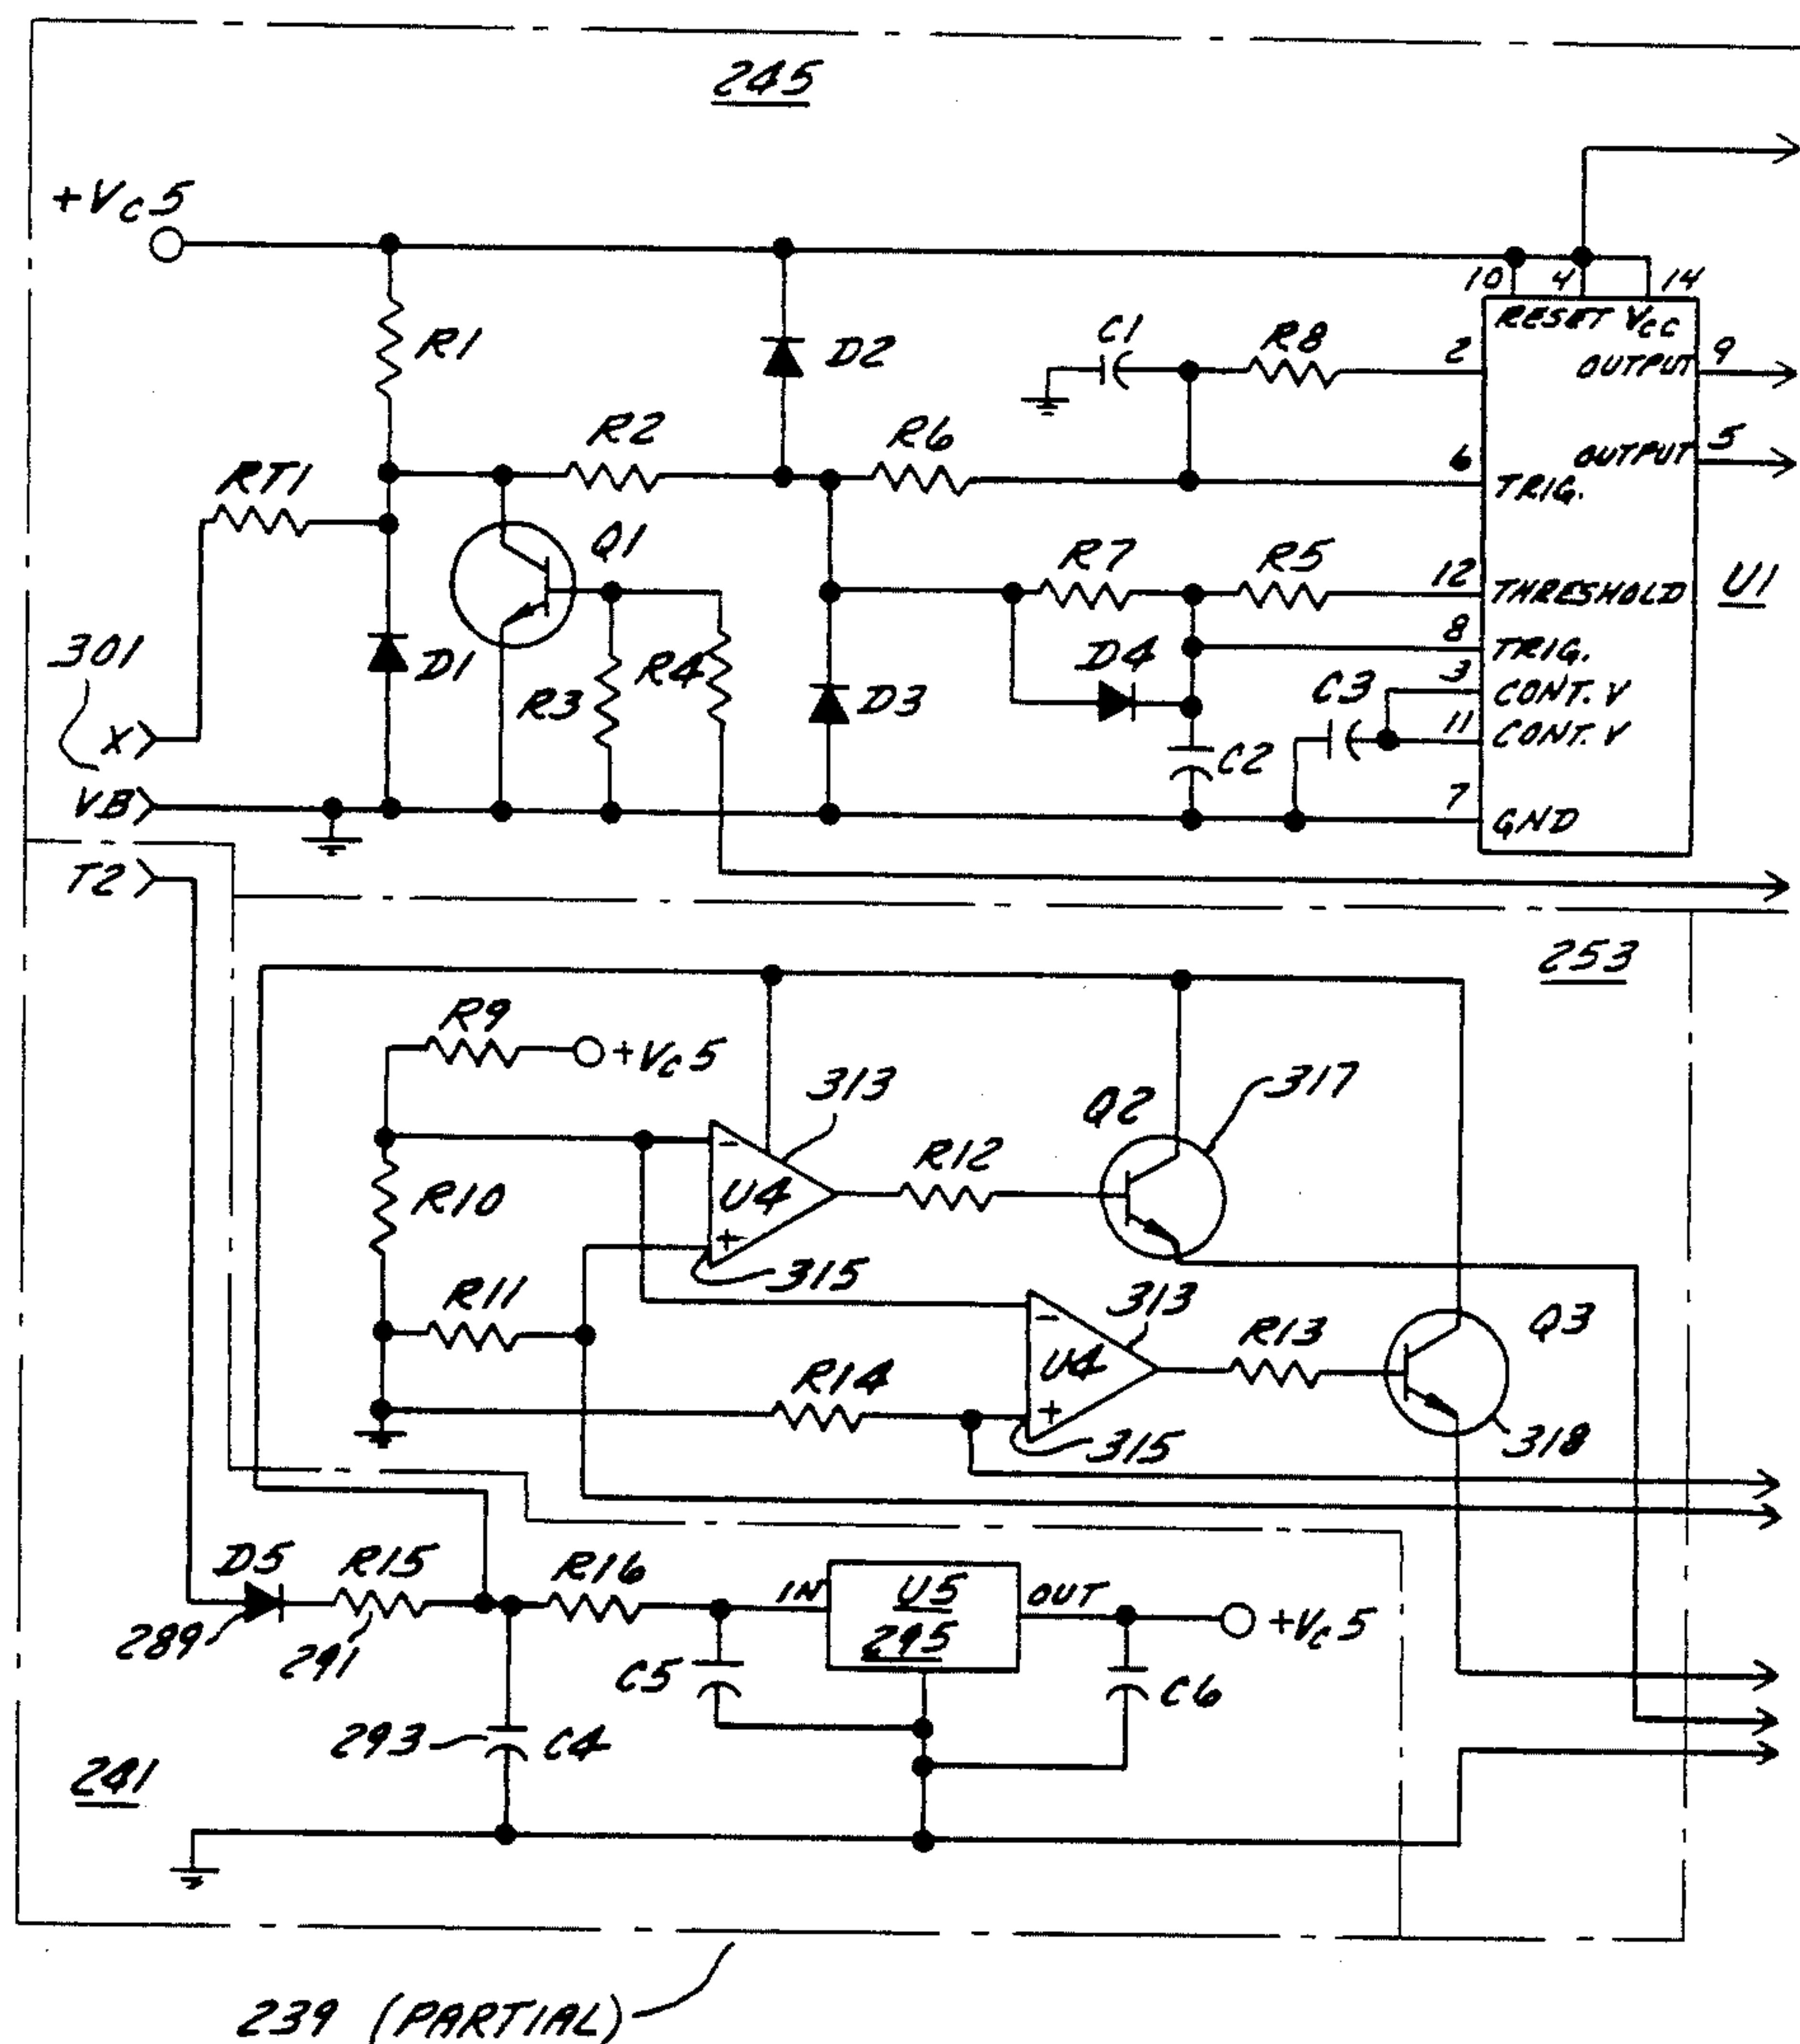 245
+Vc5
10 4 14
RESET Vcc
C1 R8 2 OUTPUT 9
R1 D2
R2 R6 6 OUTPUT 5
RT1 TRIG.
Q1 R7 R5 12 THRESHOLD U1
301 D1 R3 R4 D3 D4 8 TRIG.
C3 3 CONT. V
X 11 CONT. V
C2
VB 7 GND
T2
253
R9 +Vc5
313 Q2 317
- U4 R12
R10 +
315
R11 313 Q3
- U4 R13
R14 +
315 318
D5 R15 R16 IN U5 OUT +Vc5
289 291 295
C5 C6
293 C4
241
239 (PARTIAL)